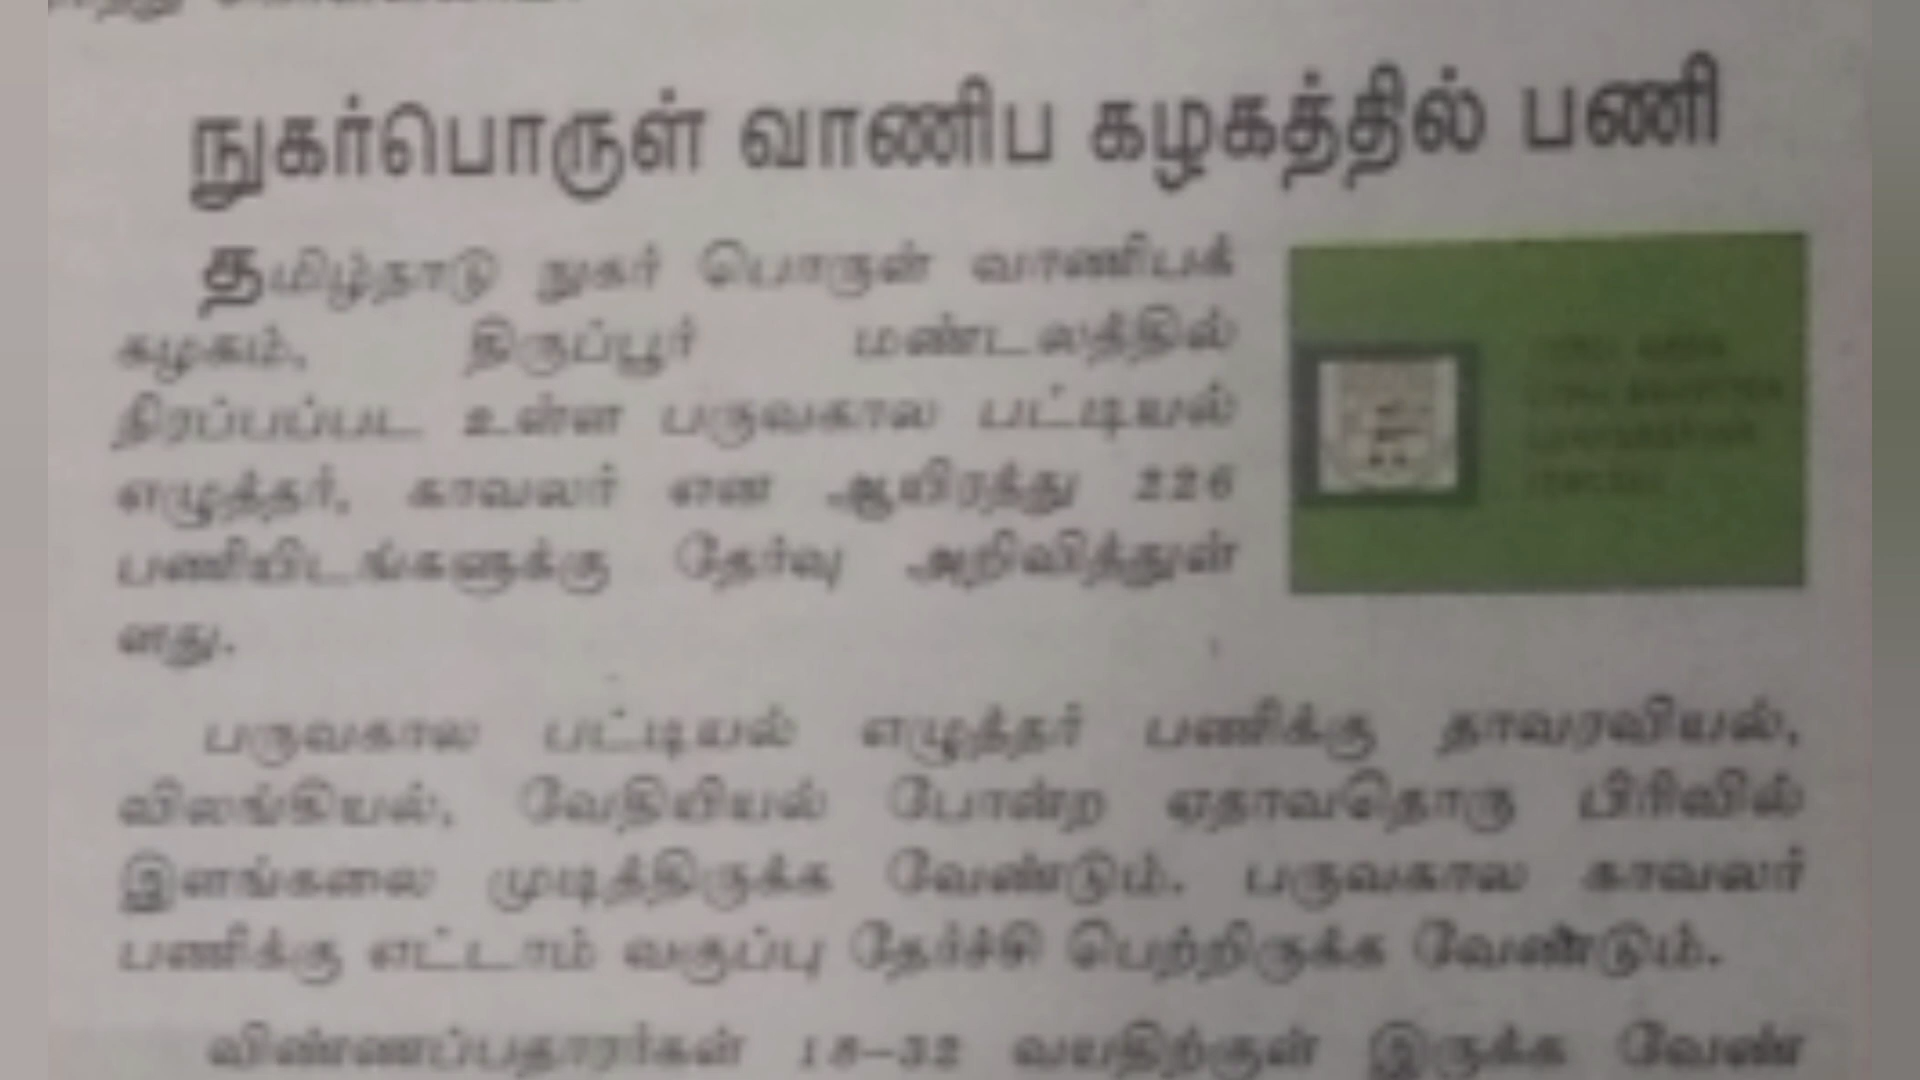 நுகர்பொருள் வாணிப கழகத்தில் பணி
தமிழ்நாடு நுகர் பொருள் வாணியக்
கழகம், திருப்பூர் மண்டலத்தில்
நிரப்பப்பட உள்ள பருவகால பட்டியல்
எழுத்தர், காவலர் என ஆயிரத்து 226
பணியிடங்களுக்கு தேர்வு அறிவித்துள்
ளது.
பருவகால பட்டியல் எழுத்தர் பணிக்கு தாவரவியல்,
விலங்கியல், வேதியியல் போன்ற ஏதாவதொரு பிரிவில்
இளங்கலை முடித்திருக்க வேண்டும். பருவகால காவலர்
பணிக்கு எட்டாம் வகுப்பு தேர்ச்சி பெற்றிருக்க வேண்டும்.
விண்ணப்பதாரர்கள் 18-32 வயதிற்குள் இருக்க வேண்